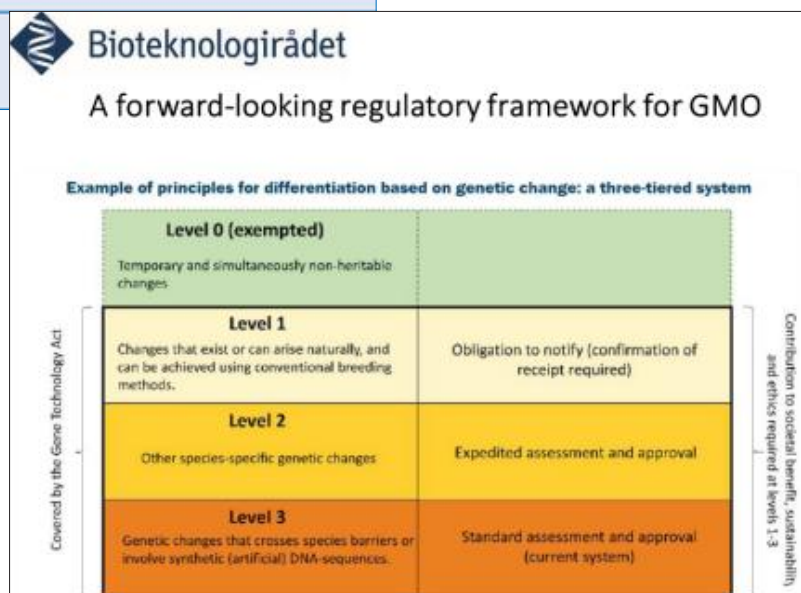 Bioteknologirådet
A forward-looking regulatory framework for GMO
Example of principles for differentiation based on genetic change: a three-tiered system
Level 0 (exempted)
Temporary and simultaneously non-heritable
changes
Covered by the Gene Technology Act
Level 1
Changes that exist or can arise naturally, and
can be achieved using conventional breeding
methods.
Obligation to notify (confirmation of
receipt required)
Level 2
Other species-specific genetic changes
Expedited assessment and approval
Level 3
Genetic changes that crosses species barriers or
involve synthetic (artificial) DNA-sequences.
Standard assessment and approval
(current system)
Contribution to societal benefit, sustainability
and ethics required at levels 1-3